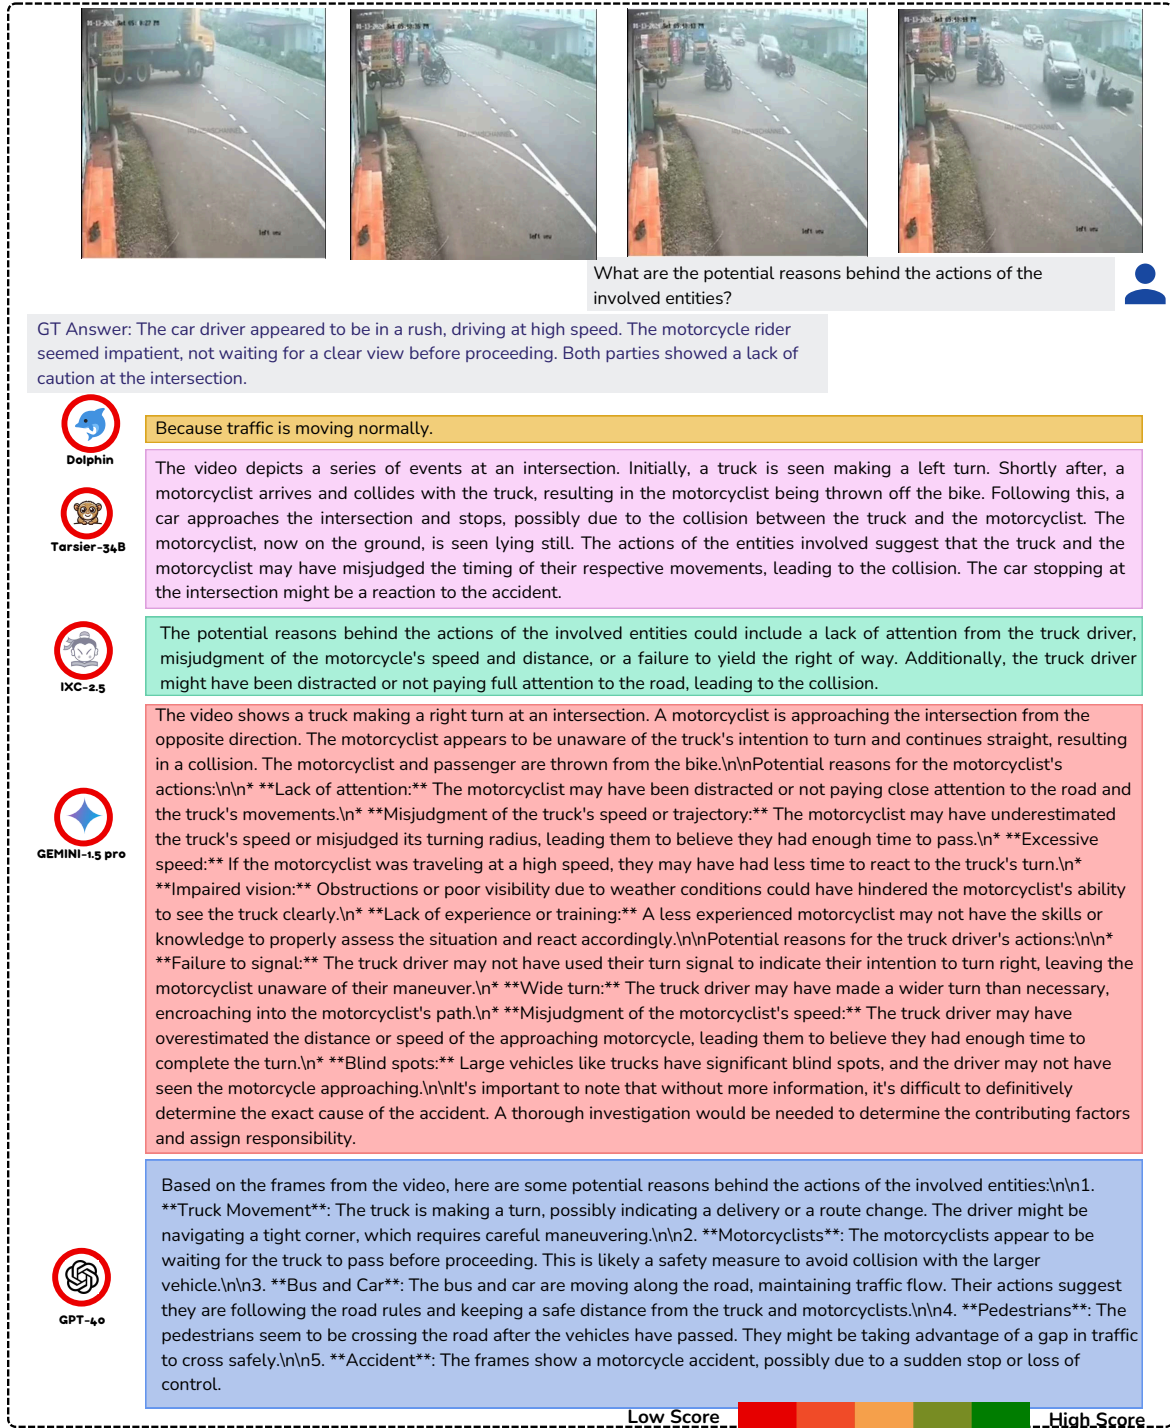 What are the potential reasons behind the actions of the
involved entities?
GT Answer: The car driver appeared to be in a rush, driving at high speed. The motorcycle rider
seemed impatient, not waiting for a clear view before proceeding. Both parties showed a lack of
caution at the intersection.
Dolphin
Because traffic is moving normally.
Tarsier-34B
The video depicts a series of events at an intersection. Initially, a truck is seen making a left turn. Shortly after, a
motorcyclist arrives and collides with the truck, resulting in the motorcyclist being thrown off the bike. Following this, a
car approaches the intersection and stops, possibly due to the collision between the truck and the motorcyclist. The
motorcyclist, now on the ground, is seen lying still. The actions of the entities involved suggest that the truck and the
motorcyclist may have misjudged the timing of their respective movements, leading to the collision. The car stopping at
the intersection might be a reaction to the accident.
IXC-2.5
The potential reasons behind the actions of the involved entities could include a lack of attention from the truck driver,
misjudgment of the motorcycle's speed and distance, or a failure to yield the right of way. Additionally, the truck driver
might have been distracted or not paying full attention to the road, leading to the collision.
GEMINI-1.5 pro
The video shows a truck making a right turn at an intersection. A motorcyclist is approaching the intersection from the
opposite direction. The motorcyclist appears to be unaware of the truck's intention to turn and continues straight, resulting
in a collision. The motorcyclist and passenger are thrown from the bike.\n\nPotential reasons for the motorcyclist's
actions:\n\n* **Lack of attention:** The motorcyclist may have been distracted or not paying close attention to the road and
the truck's movements.\n* **Misjudgment of the truck's speed or trajectory:** The motorcyclist may have underestimated
the truck's speed or misjudged its turning radius, leading them to believe they had enough time to pass.\n* **Excessive
speed:** If the motorcyclist was traveling at a high speed, they may have had less time to react to the truck's turn.\n*
**Impaired vision:** Obstructions or poor visibility due to weather conditions could have hindered the motorcyclist's ability
to see the truck clearly.\n* **Lack of experience or training:** A less experienced motorcyclist may not have the skills or
knowledge to properly assess the situation and react accordingly.\n\nPotential reasons for the truck driver's actions:\n\n*
**Failure to signal:** The truck driver may not have used their turn signal to indicate their intention to turn right, leaving the
motorcyclist unaware of their maneuver.\n* **Wide turn:** The truck driver may have made a wider turn than necessary,
encroaching into the motorcyclist's path.\n* **Misjudgment of the motorcyclist's speed:** The truck driver may have
overestimated the distance or speed of the approaching motorcycle, leading them to believe they had enough time to
complete the turn.\n* **Blind spots:** Large vehicles like trucks have significant blind spots, and the driver may not have
seen the motorcycle approaching.\n\nIt's important to note that without more information, it's difficult to definitively
determine the exact cause of the accident. A thorough investigation would be needed to determine the contributing factors
and assign responsibility.
GPT-4o
Based on the frames from the video, here are some potential reasons behind the actions of the involved entities:\n\n1.
**Truck Movement**: The truck is making a turn, possibly indicating a delivery or a route change. The driver might be
navigating a tight corner, which requires careful maneuvering.\n\n2. **Motorcyclists**: The motorcyclists appear to be
waiting for the truck to pass before proceeding. This is likely a safety measure to avoid collision with the larger
vehicle.\n\n3. **Bus and Car**: The bus and car are moving along the road, maintaining traffic flow. Their actions suggest
they are following the road rules and keeping a safe distance from the truck and motorcyclists.\n\n4. **Pedestrians**: The
pedestrians seem to be crossing the road after the vehicles have passed. They might be taking advantage of a gap in traffic
to cross safely.\n\n5. **Accident**: The frames show a motorcycle accident, possibly due to a sudden stop or loss of
control.
Low Score
High Score